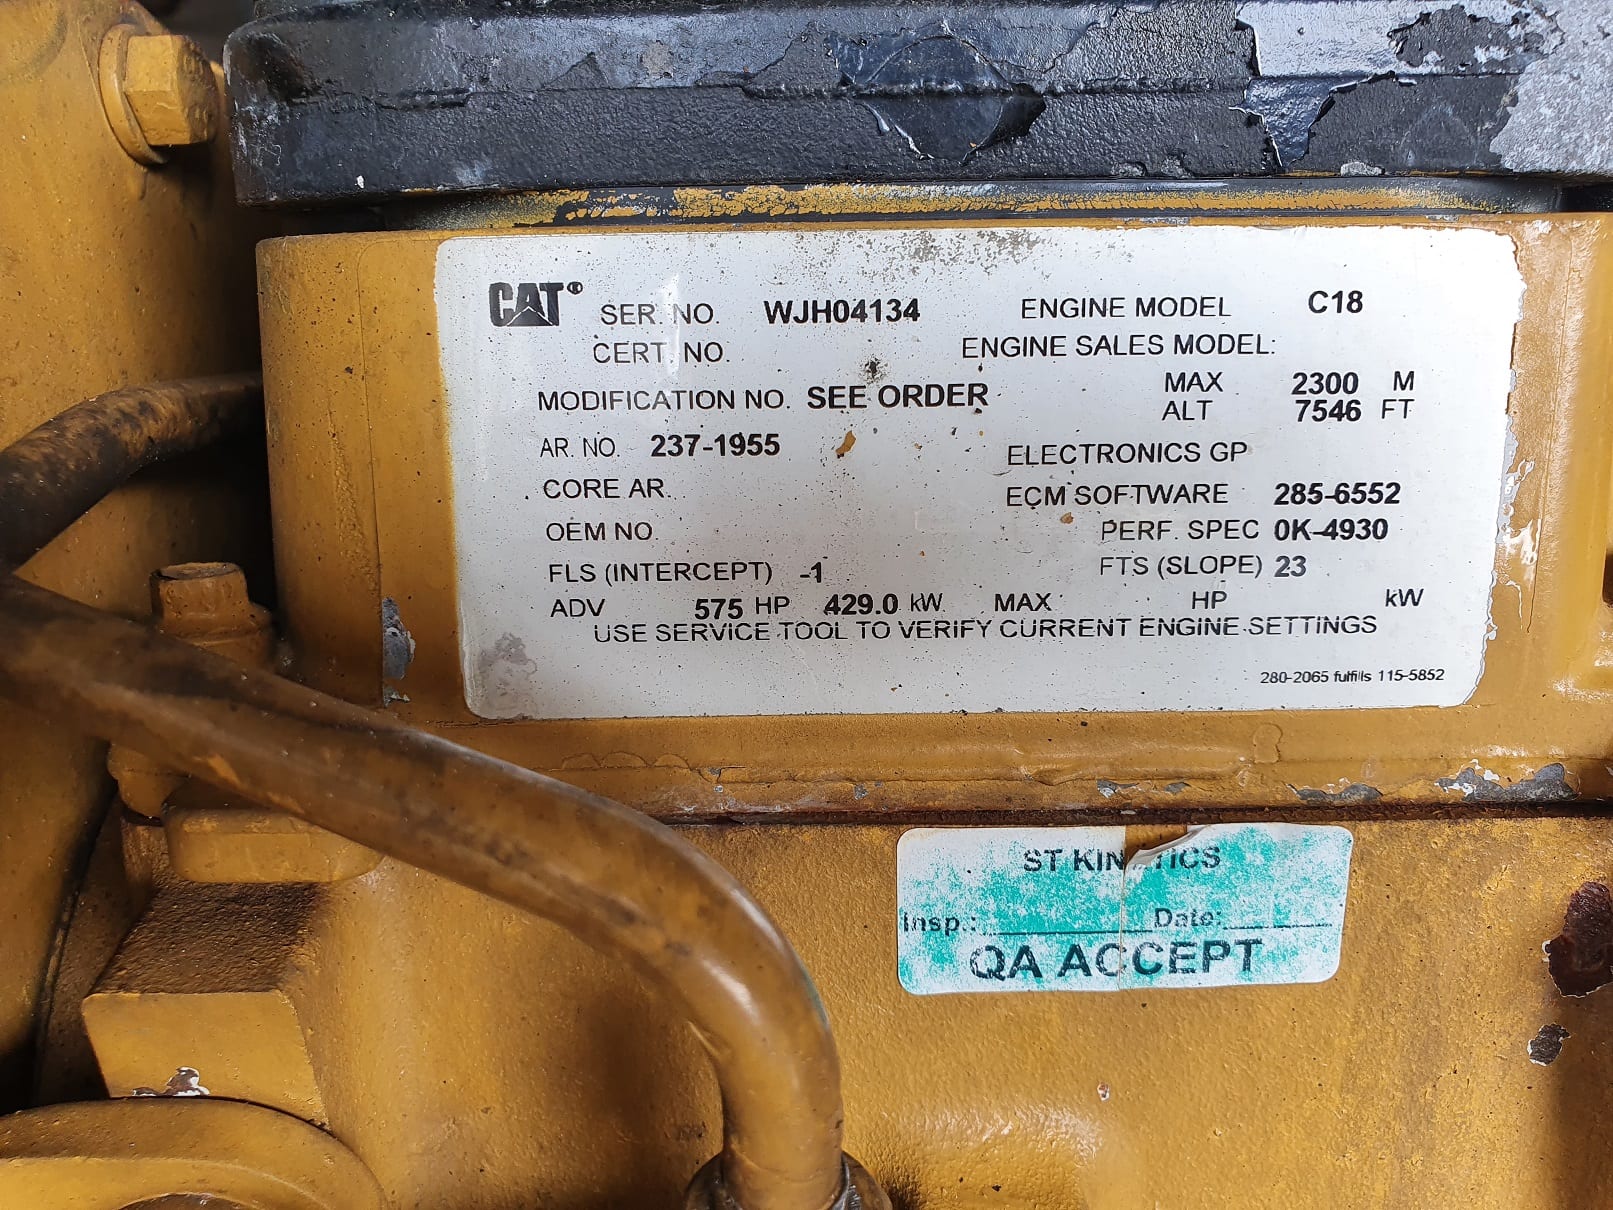 CAT® SER. NO. WJH04134 ENGINE MODEL C18
CERT. NO. ENGINE SALES MODEL:
MODIFICATION NO. SEE ORDER MAX 2300 M
ALT 7546 FT
AR. NO. 237-1955 ELECTRONICS GP
CORE AR. ECM SOFTWARE 285-6552
OEM NO. PERF. SPEC 0K-4930
FLS (INTERCEPT) -1 FTS (SLOPE) 23
ADV 575 HP 429.0 kW MAX HP kW
USE SERVICE TOOL TO VERIFY CURRENT ENGINE SETTINGS
280-2065 fulfills 115-5852
ST KINETICS
Insp.: Date:
QA ACCEPT